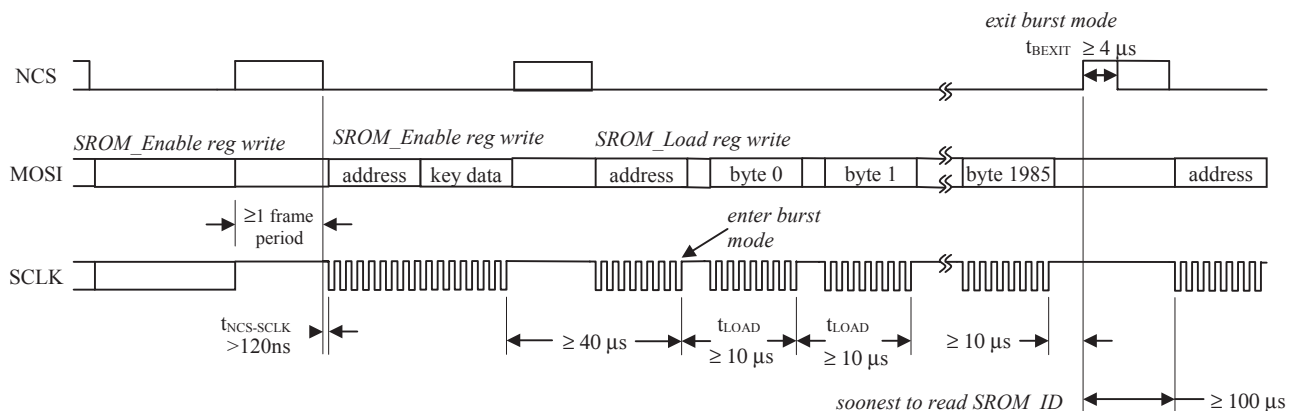 exit burst mode
tBEXIT ≥ 4 µs
NCS
SROM_Enable reg write
SROM_Enable reg write
SROM_Load reg write
MOSI
address
key data
address
byte 0
byte 1
byte 1985
address
≥1 frame
period
enter burst
mode
SCLK
tNCS-SCLK
>120ns
≥ 40 µs
tLOAD
≥ 10 µs
tLOAD
≥ 10 µs
≥ 10 µs
soonest to read SROM_ID
≥ 100 µs